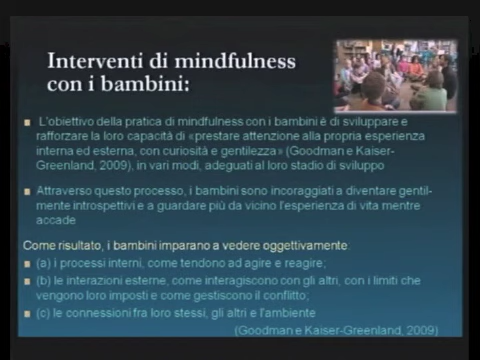 Interventi di mindfulness
con i bambini:
L'obiettivo della pratica di mindfulness con i bambini è di sviluppare e
rafforzare la loro capacità di «prestare attenzione alla propria esperienza
interna ed esterna, con curiosità e gentilezza» (Goodman e Kaiser-
Greenland, 2009), in vari modi, adeguati al loro stadio di sviluppo
Attraverso questo processo, i bambini sono incoraggiati a diventare gentil-
mente introspettivi e a guardare più da vicino l'esperienza di vita mentre
accade
Come risultato, i bambini imparano a vedere oggettivamente:
(a) i processi interni, come tendono ad agire e reagire;
(b) le interazioni esterne, come interagiscono con gli altri, con i limiti che
vengono loro imposti e come gestiscono il conflitto;
(c) le connessioni fra loro stessi, gli altri e l'ambiente
(Goodman e Kaiser-Greenland, 2009)